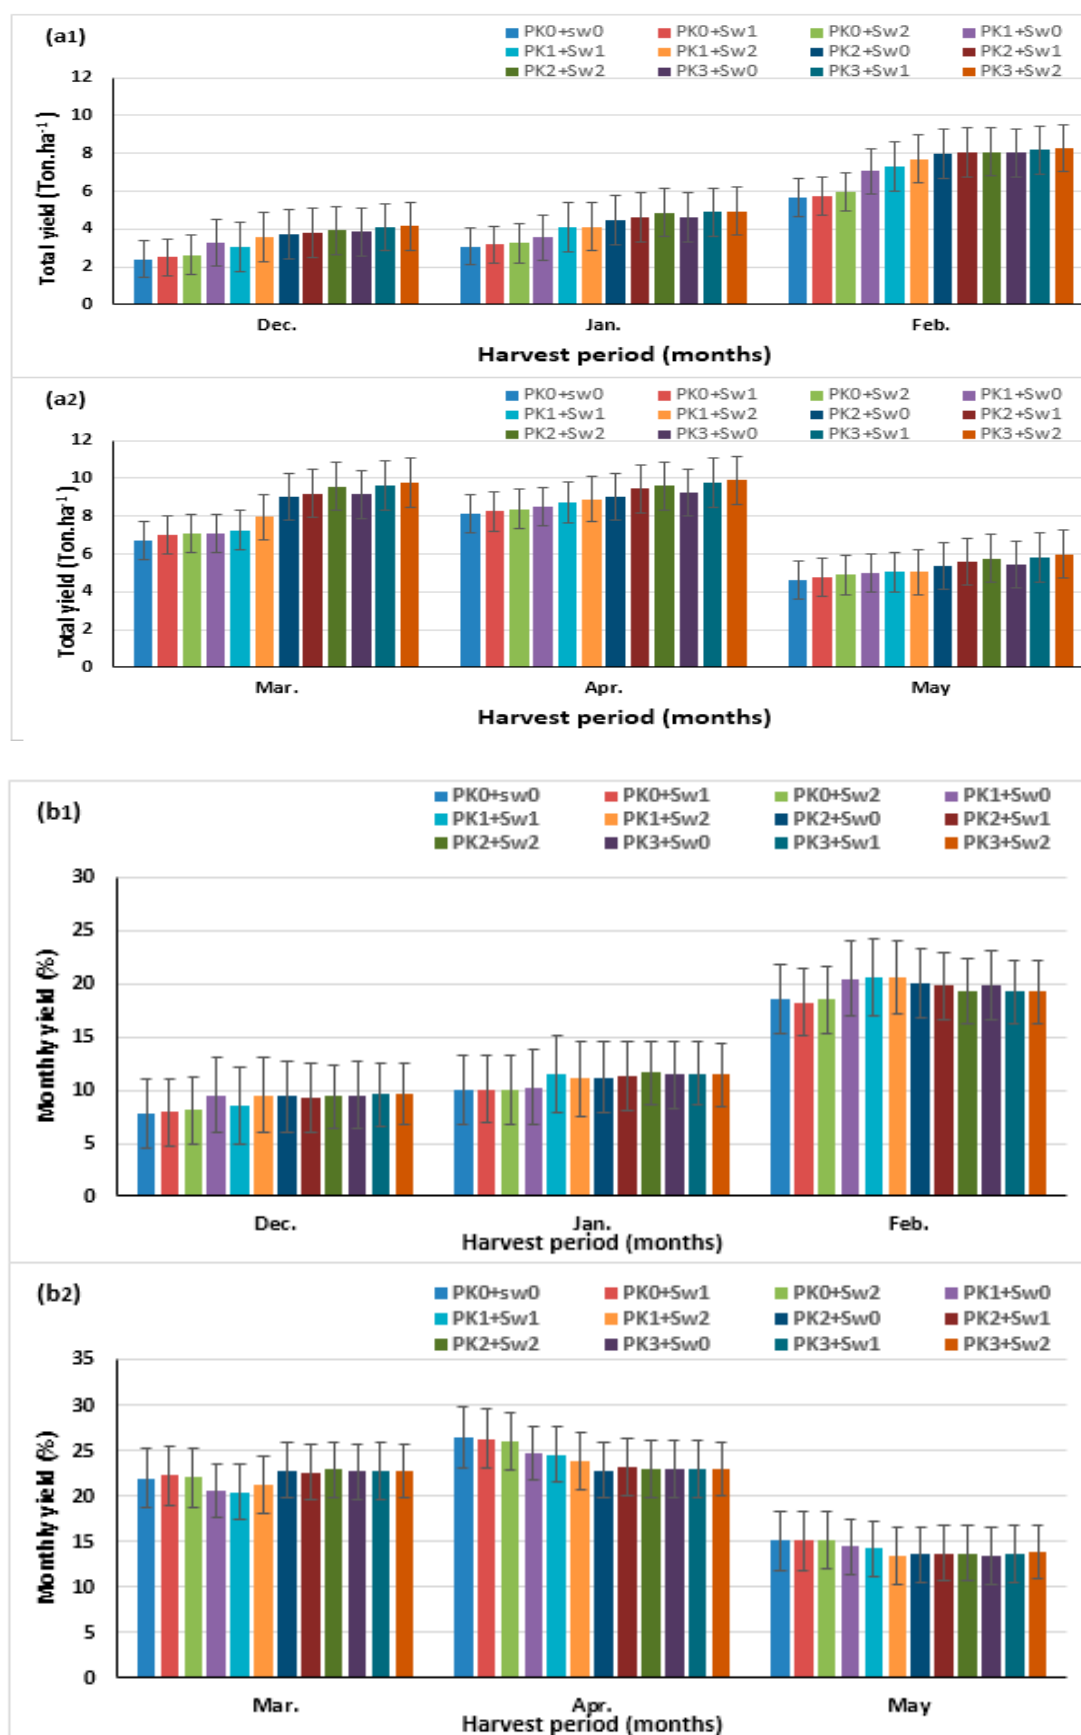 (a1)
PK0+sw0 PK0+Sw1 PK0+Sw2 PK1+Sw0
PK1+Sw1 PK1+Sw2 PK2+Sw0 PK2+Sw1
PK2+Sw2 PK3+Sw0 PK3+Sw1 PK3+Sw2
Total yield (Ton.ha⁻¹)
12
10
8
6
4
2
0
Dec. Jan. Feb.
Harvest period (months)
(a2)
PK0+sw0 PK0+Sw1 PK0+Sw2 PK1+Sw0
PK1+Sw1 PK1+Sw2 PK2+Sw0 PK2+Sw1
PK2+Sw2 PK3+Sw0 PK3+Sw1 PK3+Sw2
Total yield (Ton.ha⁻¹)
12
10
8
6
4
2
0
Mar. Apr. May
Harvest period (months)
(b1)
PK0+sw0 PK0+Sw1 PK0+Sw2 PK1+Sw0
PK1+Sw1 PK1+Sw2 PK2+Sw0 PK2+Sw1
PK2+Sw2 PK3+Sw0 PK3+Sw1 PK3+Sw2
Monthly yield (%)
30
25
20
15
10
5
0
Dec. Jan. Feb.
Harvest period (months)
(b2)
PK0+sw0 PK0+Sw1 PK0+Sw2 PK1+Sw0
PK1+Sw1 PK1+Sw2 PK2+Sw0 PK2+Sw1
PK2+Sw2 PK3+Sw0 PK3+Sw1 PK3+Sw2
Monthly yield (%)
35
30
25
20
15
10
5
0
Mar. Apr. May
Harvest period (months)